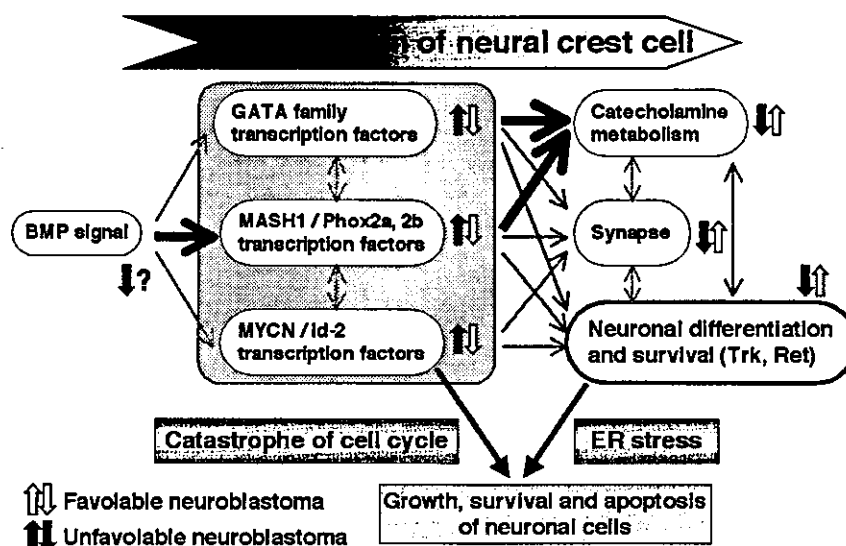 of neural crest cell
GATA family
transcription factors
Catecholamine
metabolism
BMP signal
?
MASH1 / Phox2a, 2b
transcription factors
Synapse
MYCN / Id-2
transcription factors
Neuronal differentiation
and survival (Trk, Ret)
Catastrophe of cell cycle
ER stress
Favolable neuroblastoma
Unfavolable neuroblastoma
Growth, survival and apoptosis
of neuronal cells